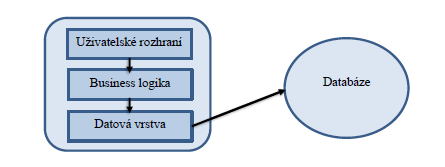 Uživatelské rozhraní
Business logika
Datová vrstva
Databáze